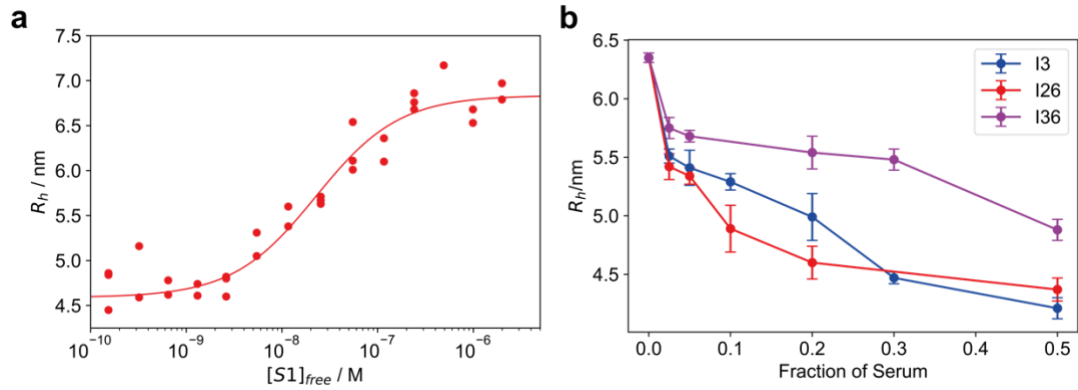 a
7.5
7.0
6.5
6.0
5.5
5.0
4.5
R_h / nm
10^-10
10^-9
10^-8
10^-7
10^-6
[S1]_free / M
b
6.5
6.0
5.5
5.0
4.5
R_h/nm
0.0
0.1
0.2
0.3
0.4
0.5
Fraction of Serum
I3
I26
I36